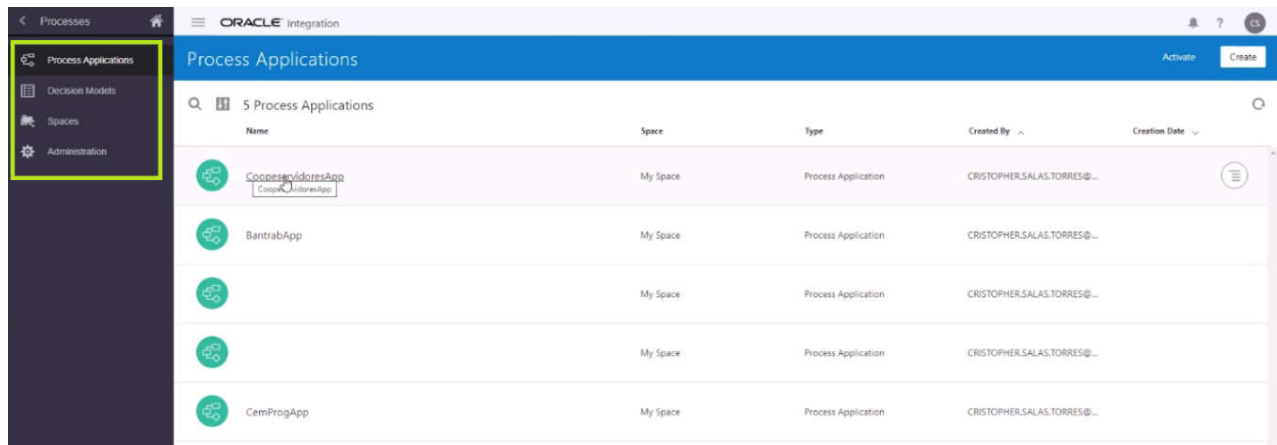 Processes
ORACLE Integration
? CS
Process Applications
Decision Models
Spaces
Administration
Process Applications
Activate Create
5 Process Applications
Name Space Type Created By Creation Date
CoopeservidoresApp My Space Process Application CRISTOPHER.SALAS.TORRES@...
BantrabApp My Space Process Application CRISTOPHER.SALAS.TORRES@...
My Space Process Application CRISTOPHER.SALAS.TORRES@...
My Space Process Application CRISTOPHER.SALAS.TORRES@...
CemProgApp My Space Process Application CRISTOPHER.SALAS.TORRES@...